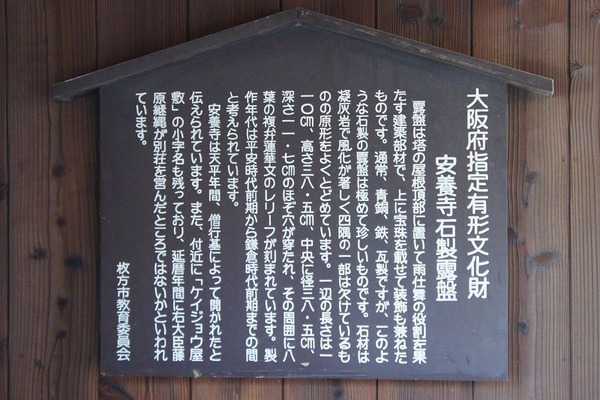 大阪府指定有形文化財
安養寺石製露盤
露盤は塔の屋根頂部に置いて雨仕舞の役割を果
たす建築部材で、上に宝珠を載せて装飾も兼ねた
ものです。通常、青銅、鉄、瓦製ですが、このよ
うな石製の露盤は極めて珍しいものです。石材は
凝灰岩で風化が著しく四隅の一部は欠けているも
のの原形をよくとどめています。一辺の長さは一
一〇㎝、高さ三八・五㎝、中央に径三八・五㎝、
深さ一一・七㎝のほぞ穴が穿たれ、その周囲に八
葉の複弁蓮華文のレリーフが刻まれています。製
作年代は平安時代前期から鎌倉時代前期までの間
と考えられています。
安養寺は天平年間、僧行基によって開かれたと
伝えられています。また、付近に「ケイジョウ屋
敷」の小字名も残っており、延暦年間に右大臣藤
原継縄が別荘を営んだところではないかといわれ
ています。
枚方市教育委員会